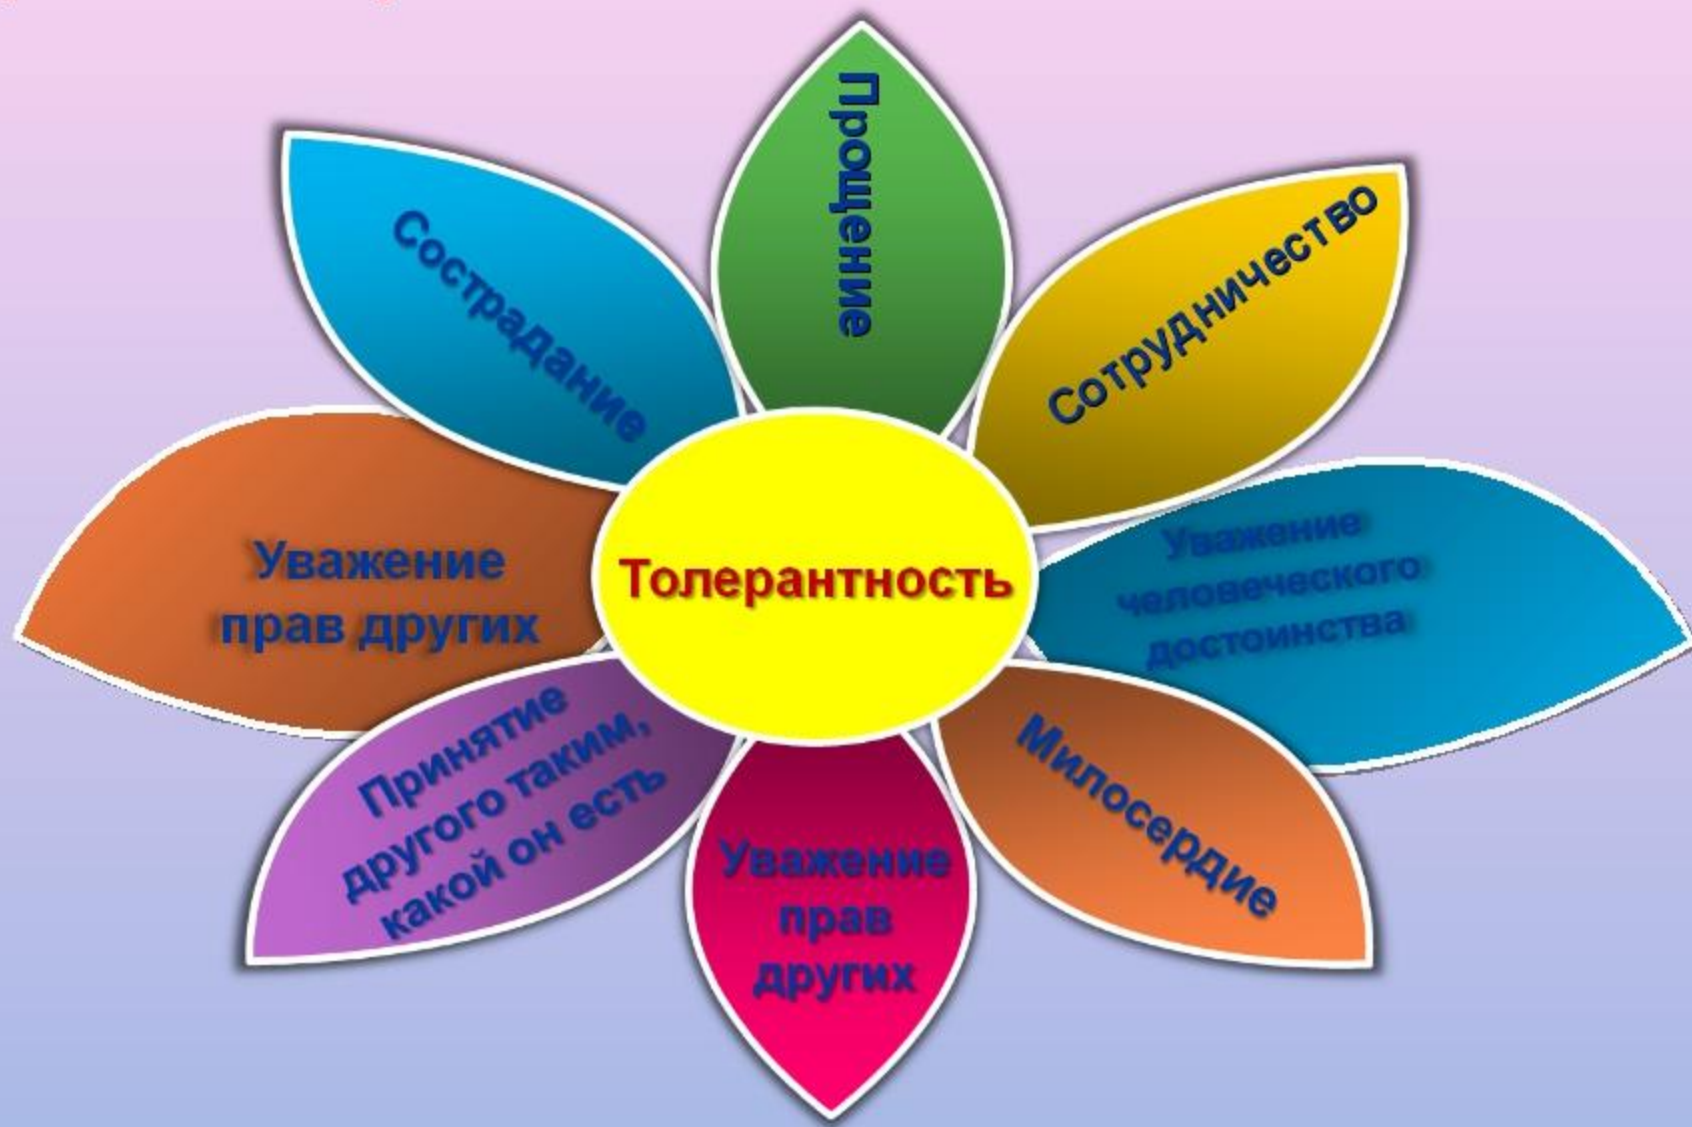 Прощение
Сострадание
Сотрудничество
Уважение
прав других
Толерантность
Уважение
человеческого
достоинства
Принятие
другого таким,
какой он есть
Милосердие
Уважение
прав
других